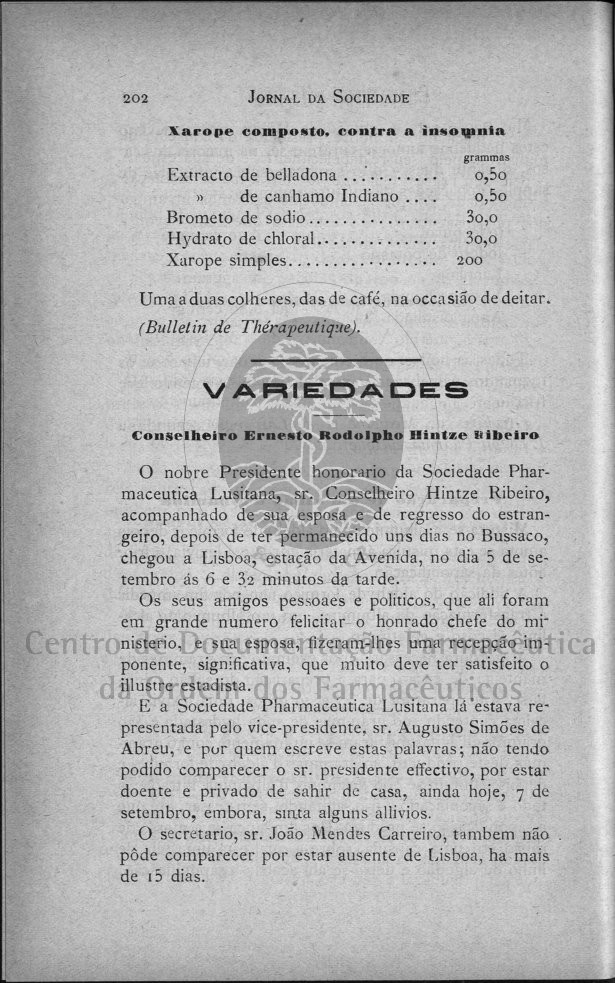 202 JORNAL DA SOCIEDADE
Xarope composto, contra a insomnia
grammas
Extracto de belladona ........... 0,50
» de canhamo Indiano .... 0,50
Brometo de sodio............... 30,0
Hydrato de chloral.............. 30,0
Xarope simples................. 200
Uma a duas colheres, das de café, na occasião de deitar.
(Bulletin de Thérapeutique).
VARIEDADES
Conselheiro Ernesto Rodolpho Hintze Ribeiro
O nobre Presidente honorario da Sociedade Phar-
maceutica Lusitana, sr. Conselheiro Hintze Ribeiro,
acompanhado de sua esposa e de regresso do estran-
geiro, depois de ter permanecido uns dias no Bussaco,
chegou a Lisboa, estação da Avenida, no dia 5 de se-
tembro ás 6 e 32 minutos da tarde.
Os seus amigos pessoaes e politicos, que ali foram
em grande numero felicitar o honrado chefe do mi-
nisterio, e sua esposa, fizeram-lhes uma recepção im-
ponente, significativa, que muito deve ter satisfeito o
illustre estadista.
E a Sociedade Pharmaceutica Lusitana lá estava re-
presentada pelo vice-presidente, sr. Augusto Simões de
Abreu, e por quem escreve estas palavras; não tendo
podido comparecer o sr. presidente effectivo, por estar
doente e privado de sahir de casa, ainda hoje, 7 de
setembro, embora, sinta alguns allivios.
O secretario, sr. João Mendes Carreiro, tambem não
pôde comparecer por estar ausente de Lisboa, ha mais
de 15 dias.
Centro de Documentação Farmacêutica
da Ordem dos Farmacêuticos